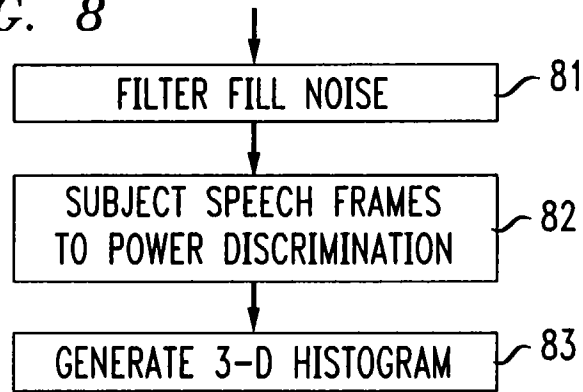 G. 8
FILTER FILL NOISE
81
SUBJECT SPEECH FRAMES
TO POWER DISCRIMINATION
82
GENERATE 3-D HISTOGRAM
83